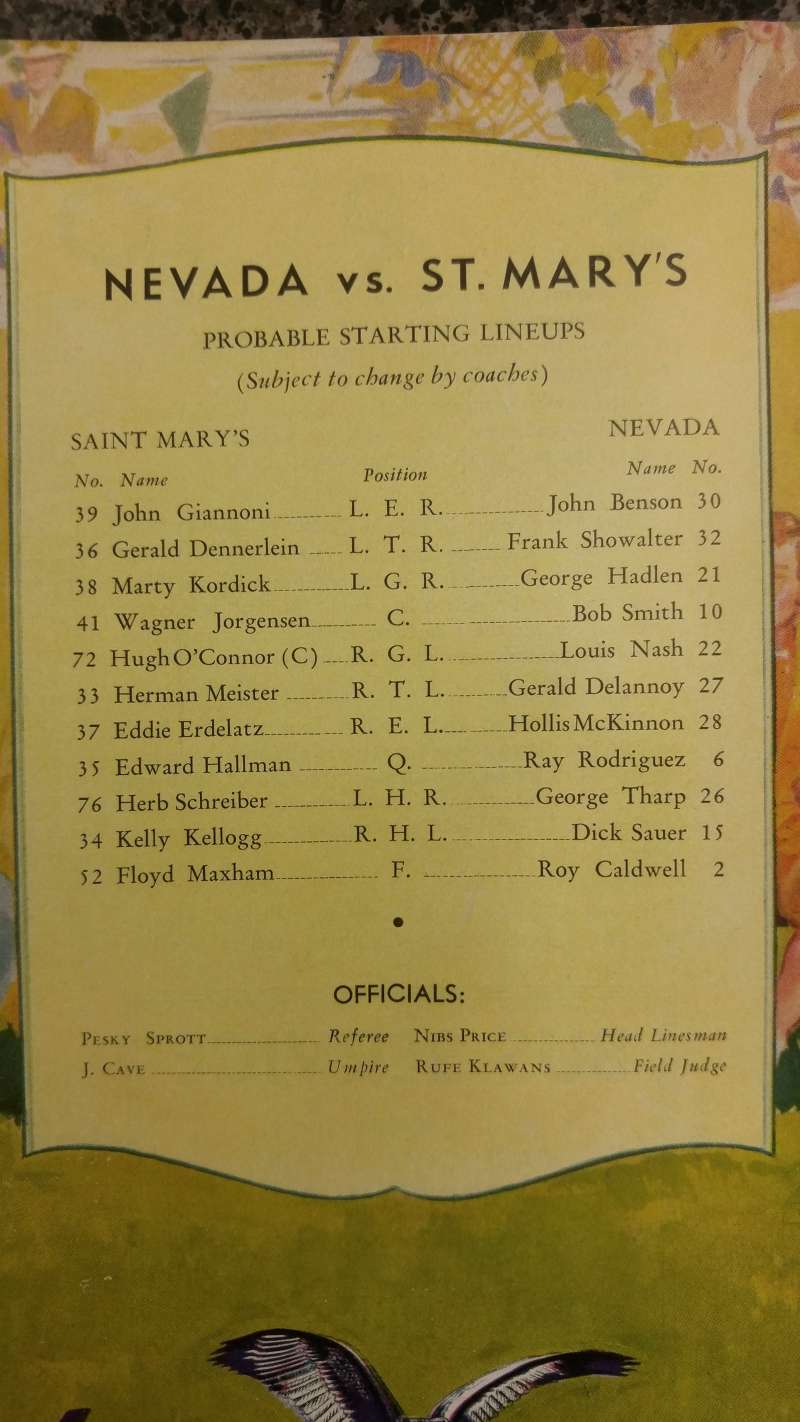 NEVADA vs. ST. MARY'S
PROBABLE STARTING LINEUPS
(Subject to change by coaches)
SAINT MARY'S NEVADA
No. Name Position Name No.
39 John Giannoni L. E. R. John Benson 30
36 Gerald Dennerlein L. T. R. Frank Showalter 32
38 Marty Kordick L. G. R. George Hadlen 21
41 Wagner Jorgensen C. Bob Smith 10
72 Hugh O'Connor (C) R. G. L. Louis Nash 22
33 Herman Meister R. T. L. Gerald Delannoy 27
37 Eddie Erdelatz R. E. L. Hollis McKinnon 28
35 Edward Hallman Q. Ray Rodriguez 6
76 Herb Schreiber L. H. R. George Tharp 26
34 Kelly Kellogg R. H. L. Dick Sauer 15
52 Floyd Maxham F. Roy Caldwell 2
•
OFFICIALS:
PESKY SPROTT Referee NIBS PRICE Head Linesman
J. CAVE Umpire RUFE KLAWANS Field Judge